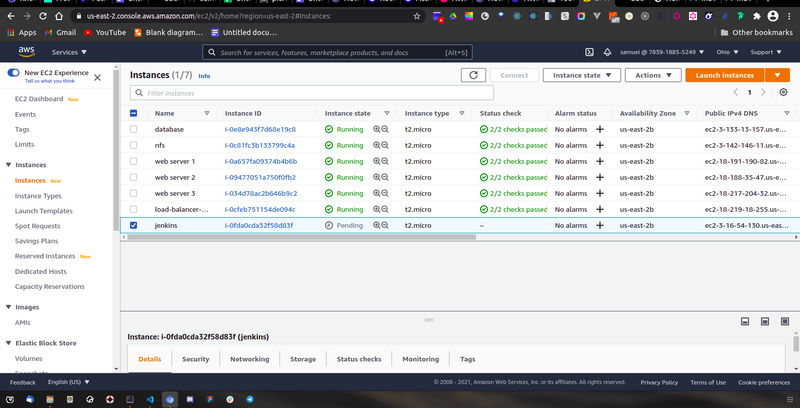 us-east-2.console.aws.amazon.com/ec2/v2/home?region=us-east-2#Instances:
Apps Gmail YouTube Maps Translate News Blank diagram... Untitled docu... Other bookmarks
aws Services Search for services, features, marketplace products, and docs [Alt+S] samuel @ 7839-1885-5249 Ohio Support
New EC2 Experience
Tell us what you think
EC2 Dashboard New
Events
Tags
Limits
Instances
Instances New
Instance Types
Launch Templates
Spot Requests
Savings Plans
Reserved Instances New
Dedicated Hosts
Capacity Reservations
Images
AMIs
Elastic Block Store
Volumes
Instances (1/7) Info Connect Instance state Actions Launch instances
Filter instances 1
Name Instance ID Instance state Instance type Status check Alarm status Availability Zone Public IPv4 DNS
database i-0e8e943f7d68e19c8 Running t2.micro 2/2 checks passed No alarms us-east-2b ec2-3-133-13-157.us-e...
nfs i-0c81fc3b133799c4a Running t2.micro 2/2 checks passed No alarms us-east-2b ec2-3-142-146-11.us-e...
web server 1 i-0a657fa09374b4b6b Running t2.micro 2/2 checks passed No alarms us-east-2b ec2-18-191-190-82.us-...
web server 2 i-09477051a750f0fb2 Running t2.micro 2/2 checks passed No alarms us-east-2b ec2-18-188-35-47.us-e...
web server 3 i-034d78ac2b646b9c2 Running t2.micro 2/2 checks passed No alarms us-east-2b ec2-18-217-204-32.us-...
load-balancer-... i-0cfeb751154de094c Running t2.micro 2/2 checks passed No alarms us-east-2b ec2-18-219-18-255.us-...
jenkins i-0fda0cda32f58d83f Pending t2.micro – No alarms us-east-2b ec2-3-16-54-130.us-eas...
Instance: i-0fda0cda32f58d83f (jenkins)
Details Security Networking Storage Status checks Monitoring Tags
Feedback English (US) © 2008 - 2021, Amazon Web Services, Inc. or its affiliates. All rights reserved. Privacy Policy Terms of Use Cookie preferences